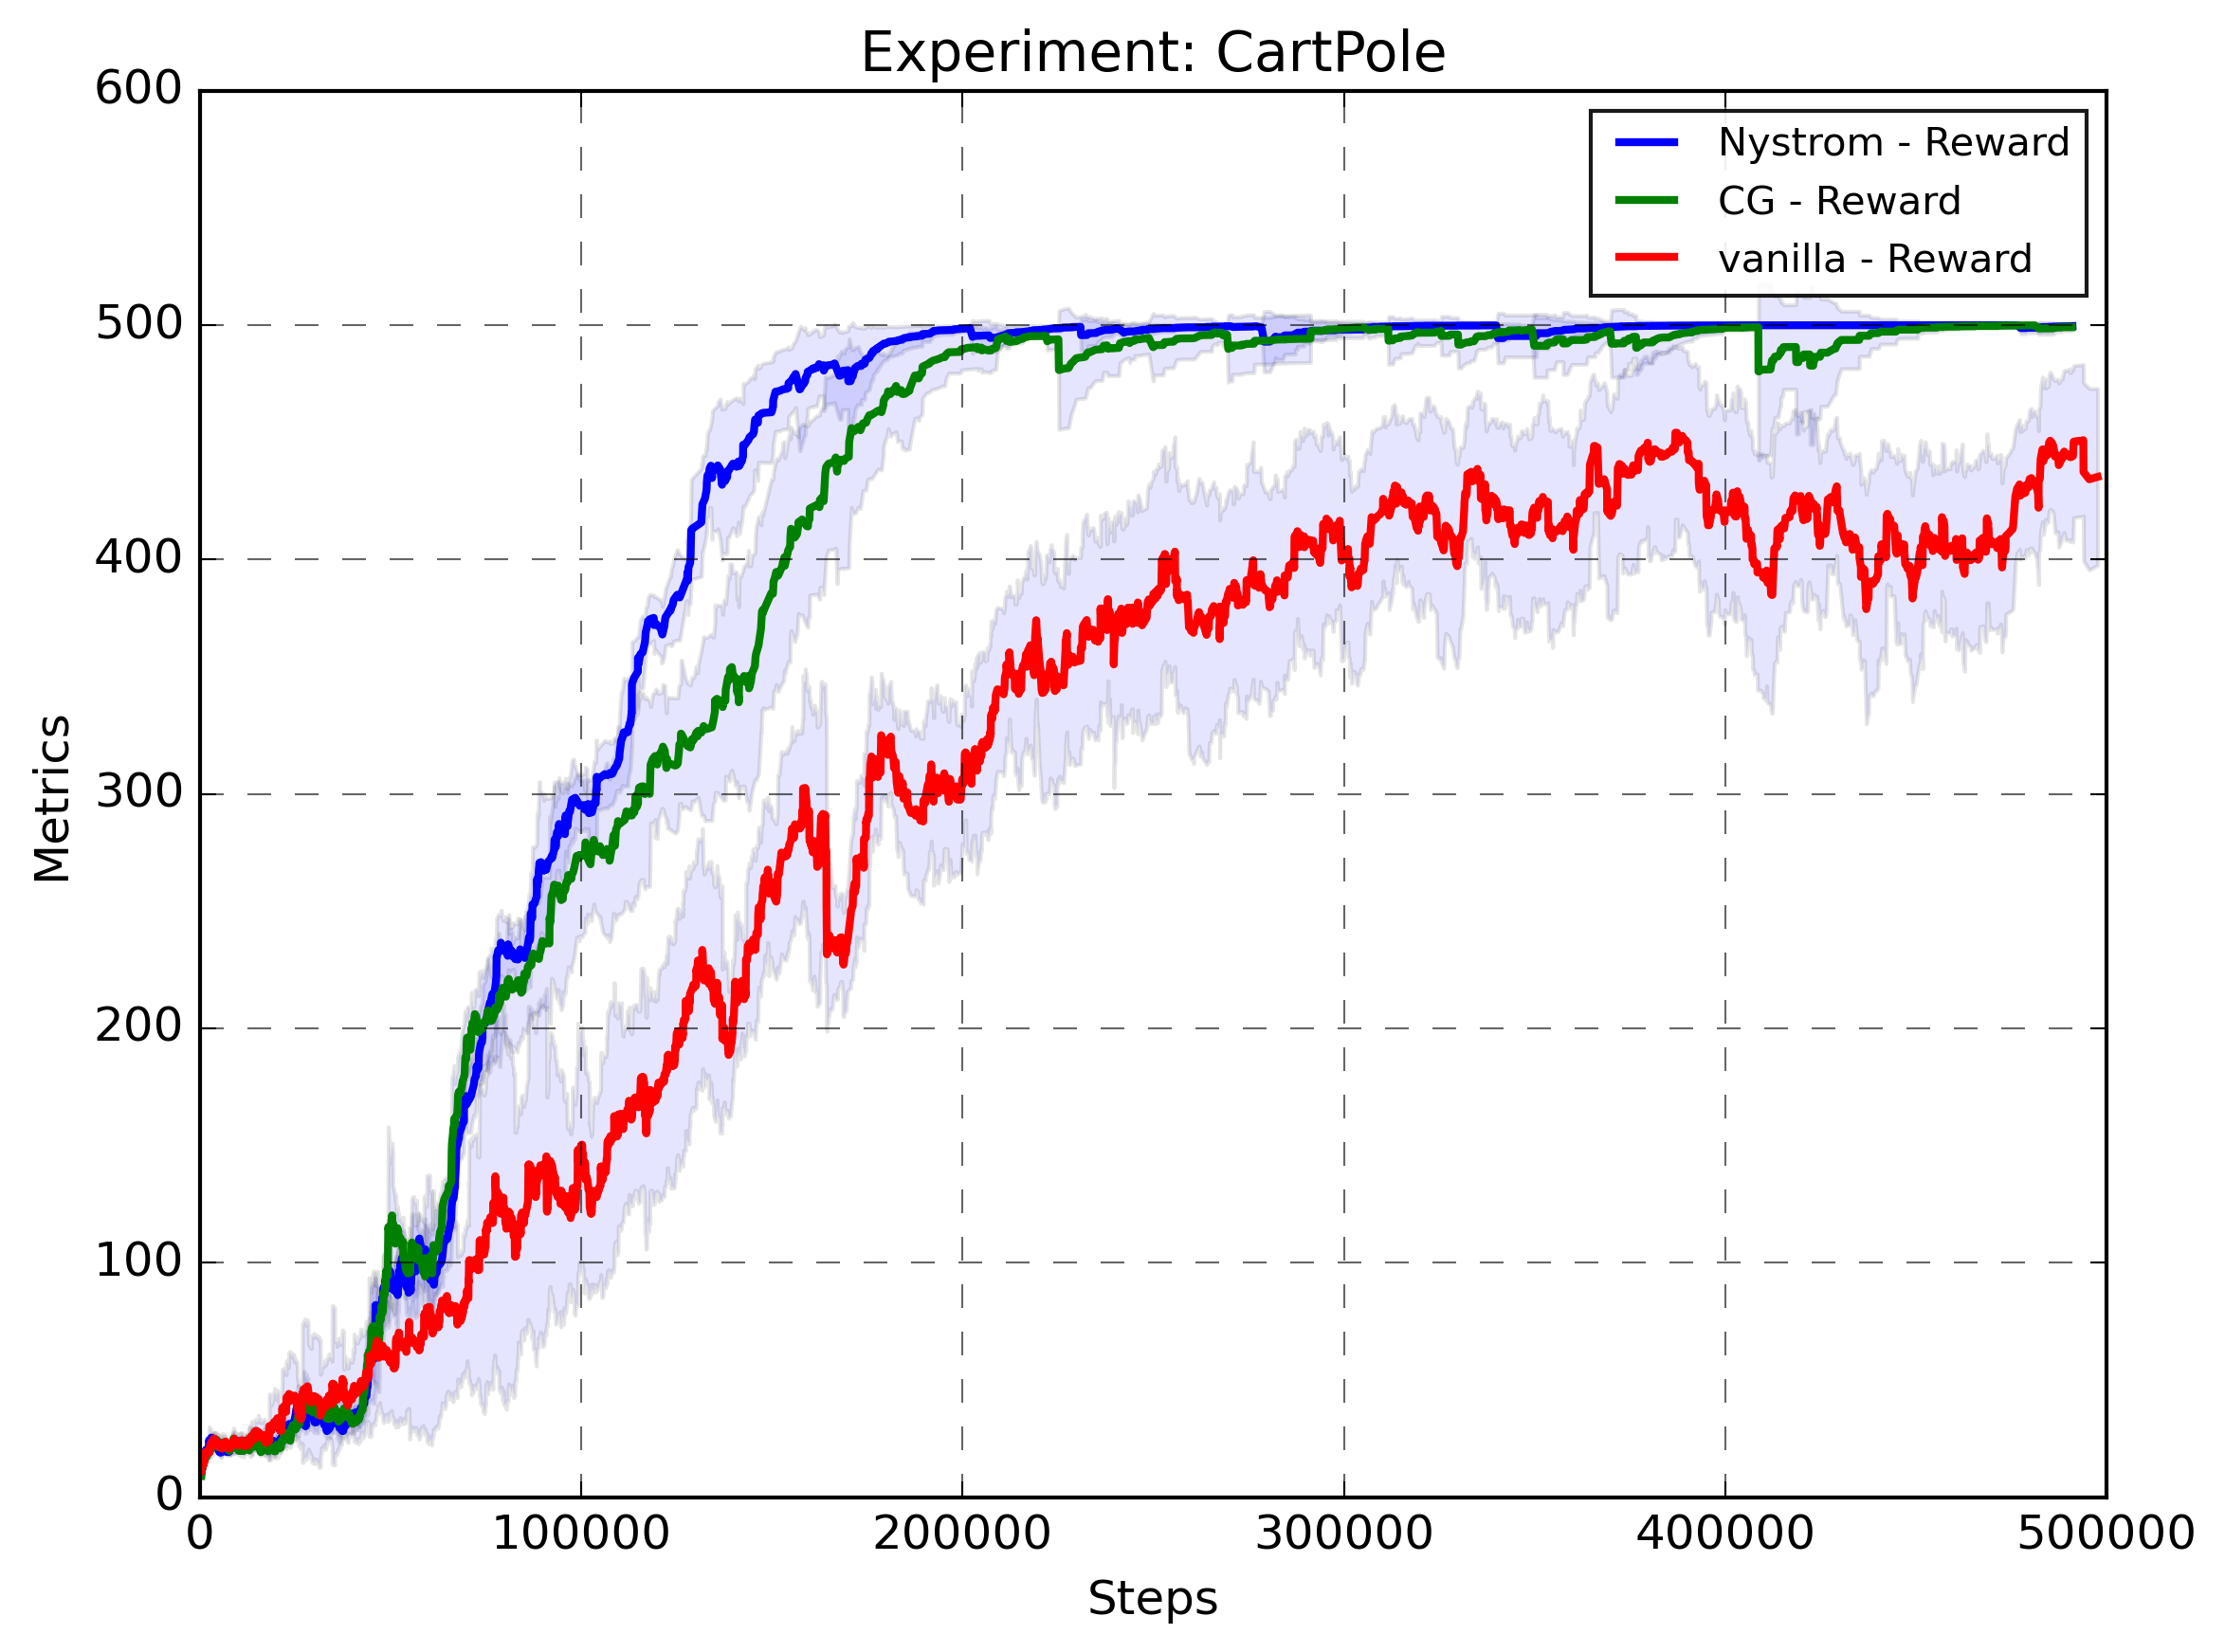 Experiment: CartPole
600
500
400
300
200
100
0
Metrics
Nystrom - Reward
CG - Reward
vanilla - Reward
0 100000 200000 300000 400000 500000
Steps